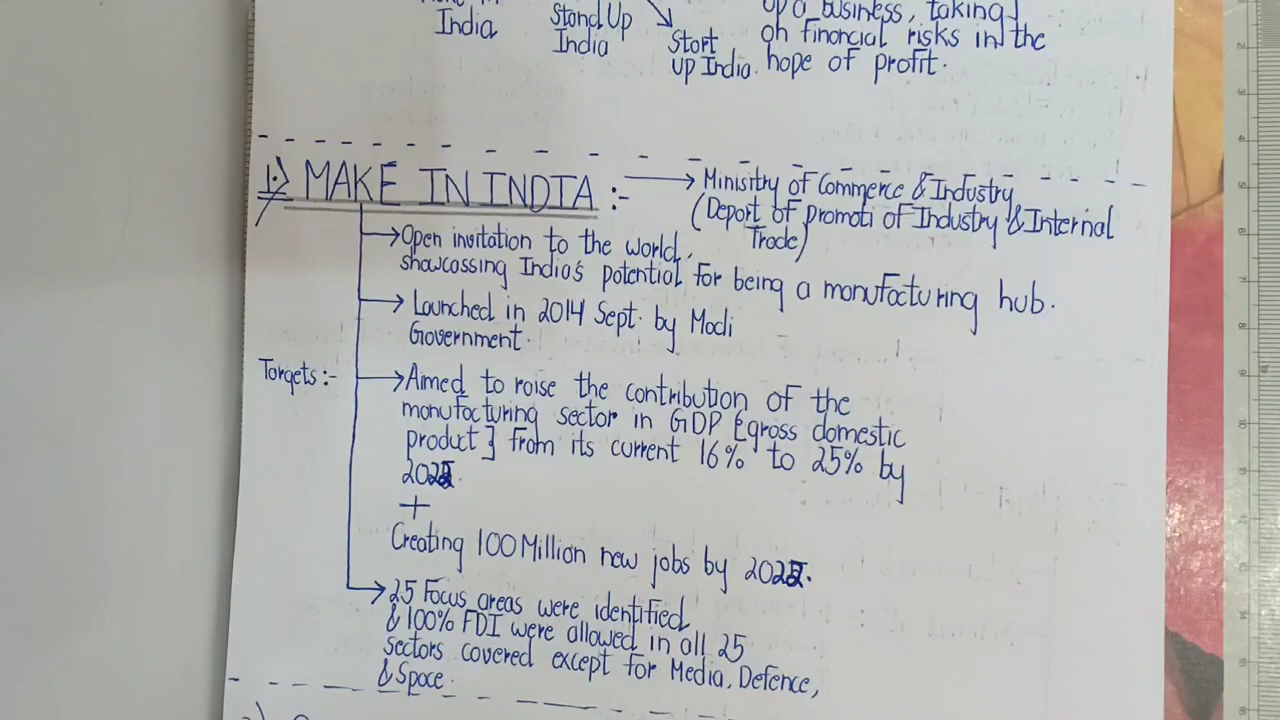 India
Stand Up
India
Start
up India.
up a business, taking
on financial risks in the
hope of profit.
1.) MAKE IN INDIA :-
Minisitry of Commerce & Industry
(Deport of promoti of Industry & Internal
Trade)
Open invitation to the world,
showcassing India's potential for being a manufacturing hub.
Launched in 2014 Sept. by Modi
Government.
Targets :-
Aimed to raise the contribution of the
manufacturing sector in GDP [gross domestic
product] from its current 16% to 25% by
+
Creating 100 Million new jobs by
25 Focus areas were identified
& 100% FDI were allowed in all 25
sectors covered except for Media, Defence,
& Space.